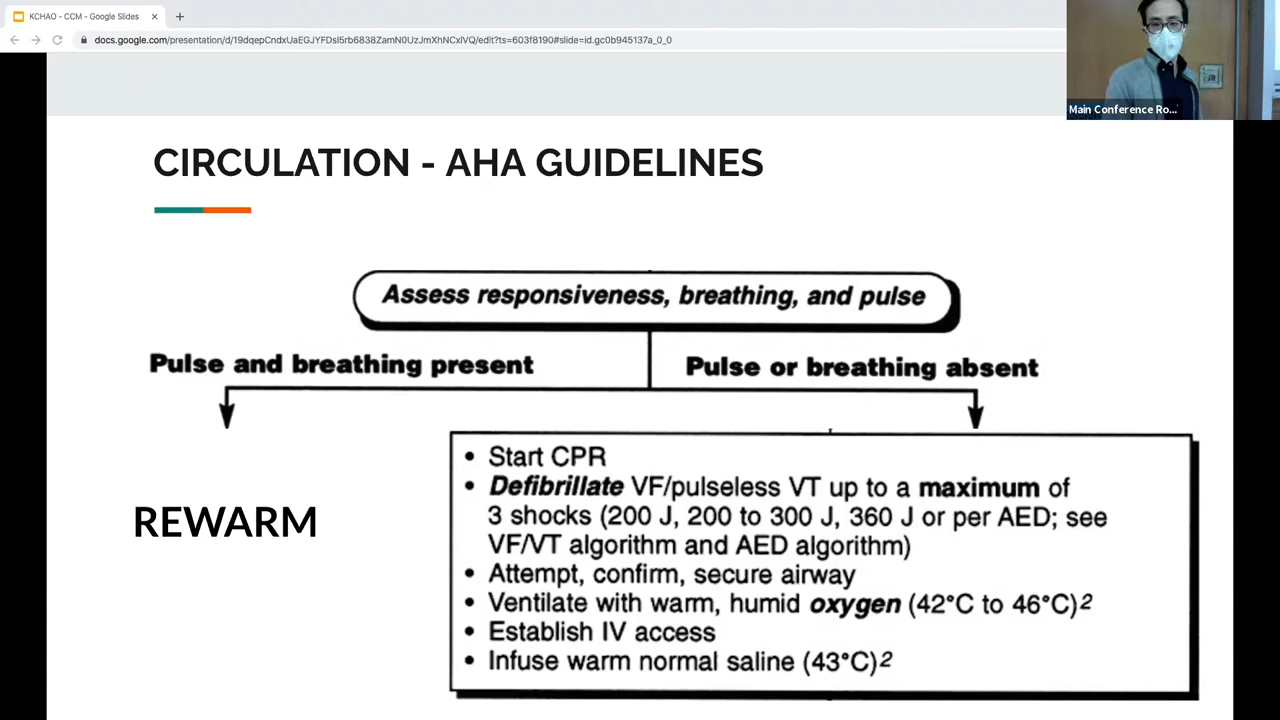 KCHAO - CCM - Google Slides
docs.google.com/presentation/d/19dqepCndxUaEGJYFDsI5rb6838ZamN0UzJmXhNCxIVQ/edit?ts=603f8190#slide=id.gc0b945137a_0_0
Main Conference Ro...
CIRCULATION - AHA GUIDELINES
Assess responsiveness, breathing, and pulse
Pulse and breathing present
Pulse or breathing absent
REWARM
• Start CPR
• Defibrillate VF/pulseless VT up to a maximum of
3 shocks (200 J, 200 to 300 J, 360 J or per AED; see
VF/VT algorithm and AED algorithm)
• Attempt, confirm, secure airway
• Ventilate with warm, humid oxygen (42°C to 46°C)2
• Establish IV access
• Infuse warm normal saline (43°C)2